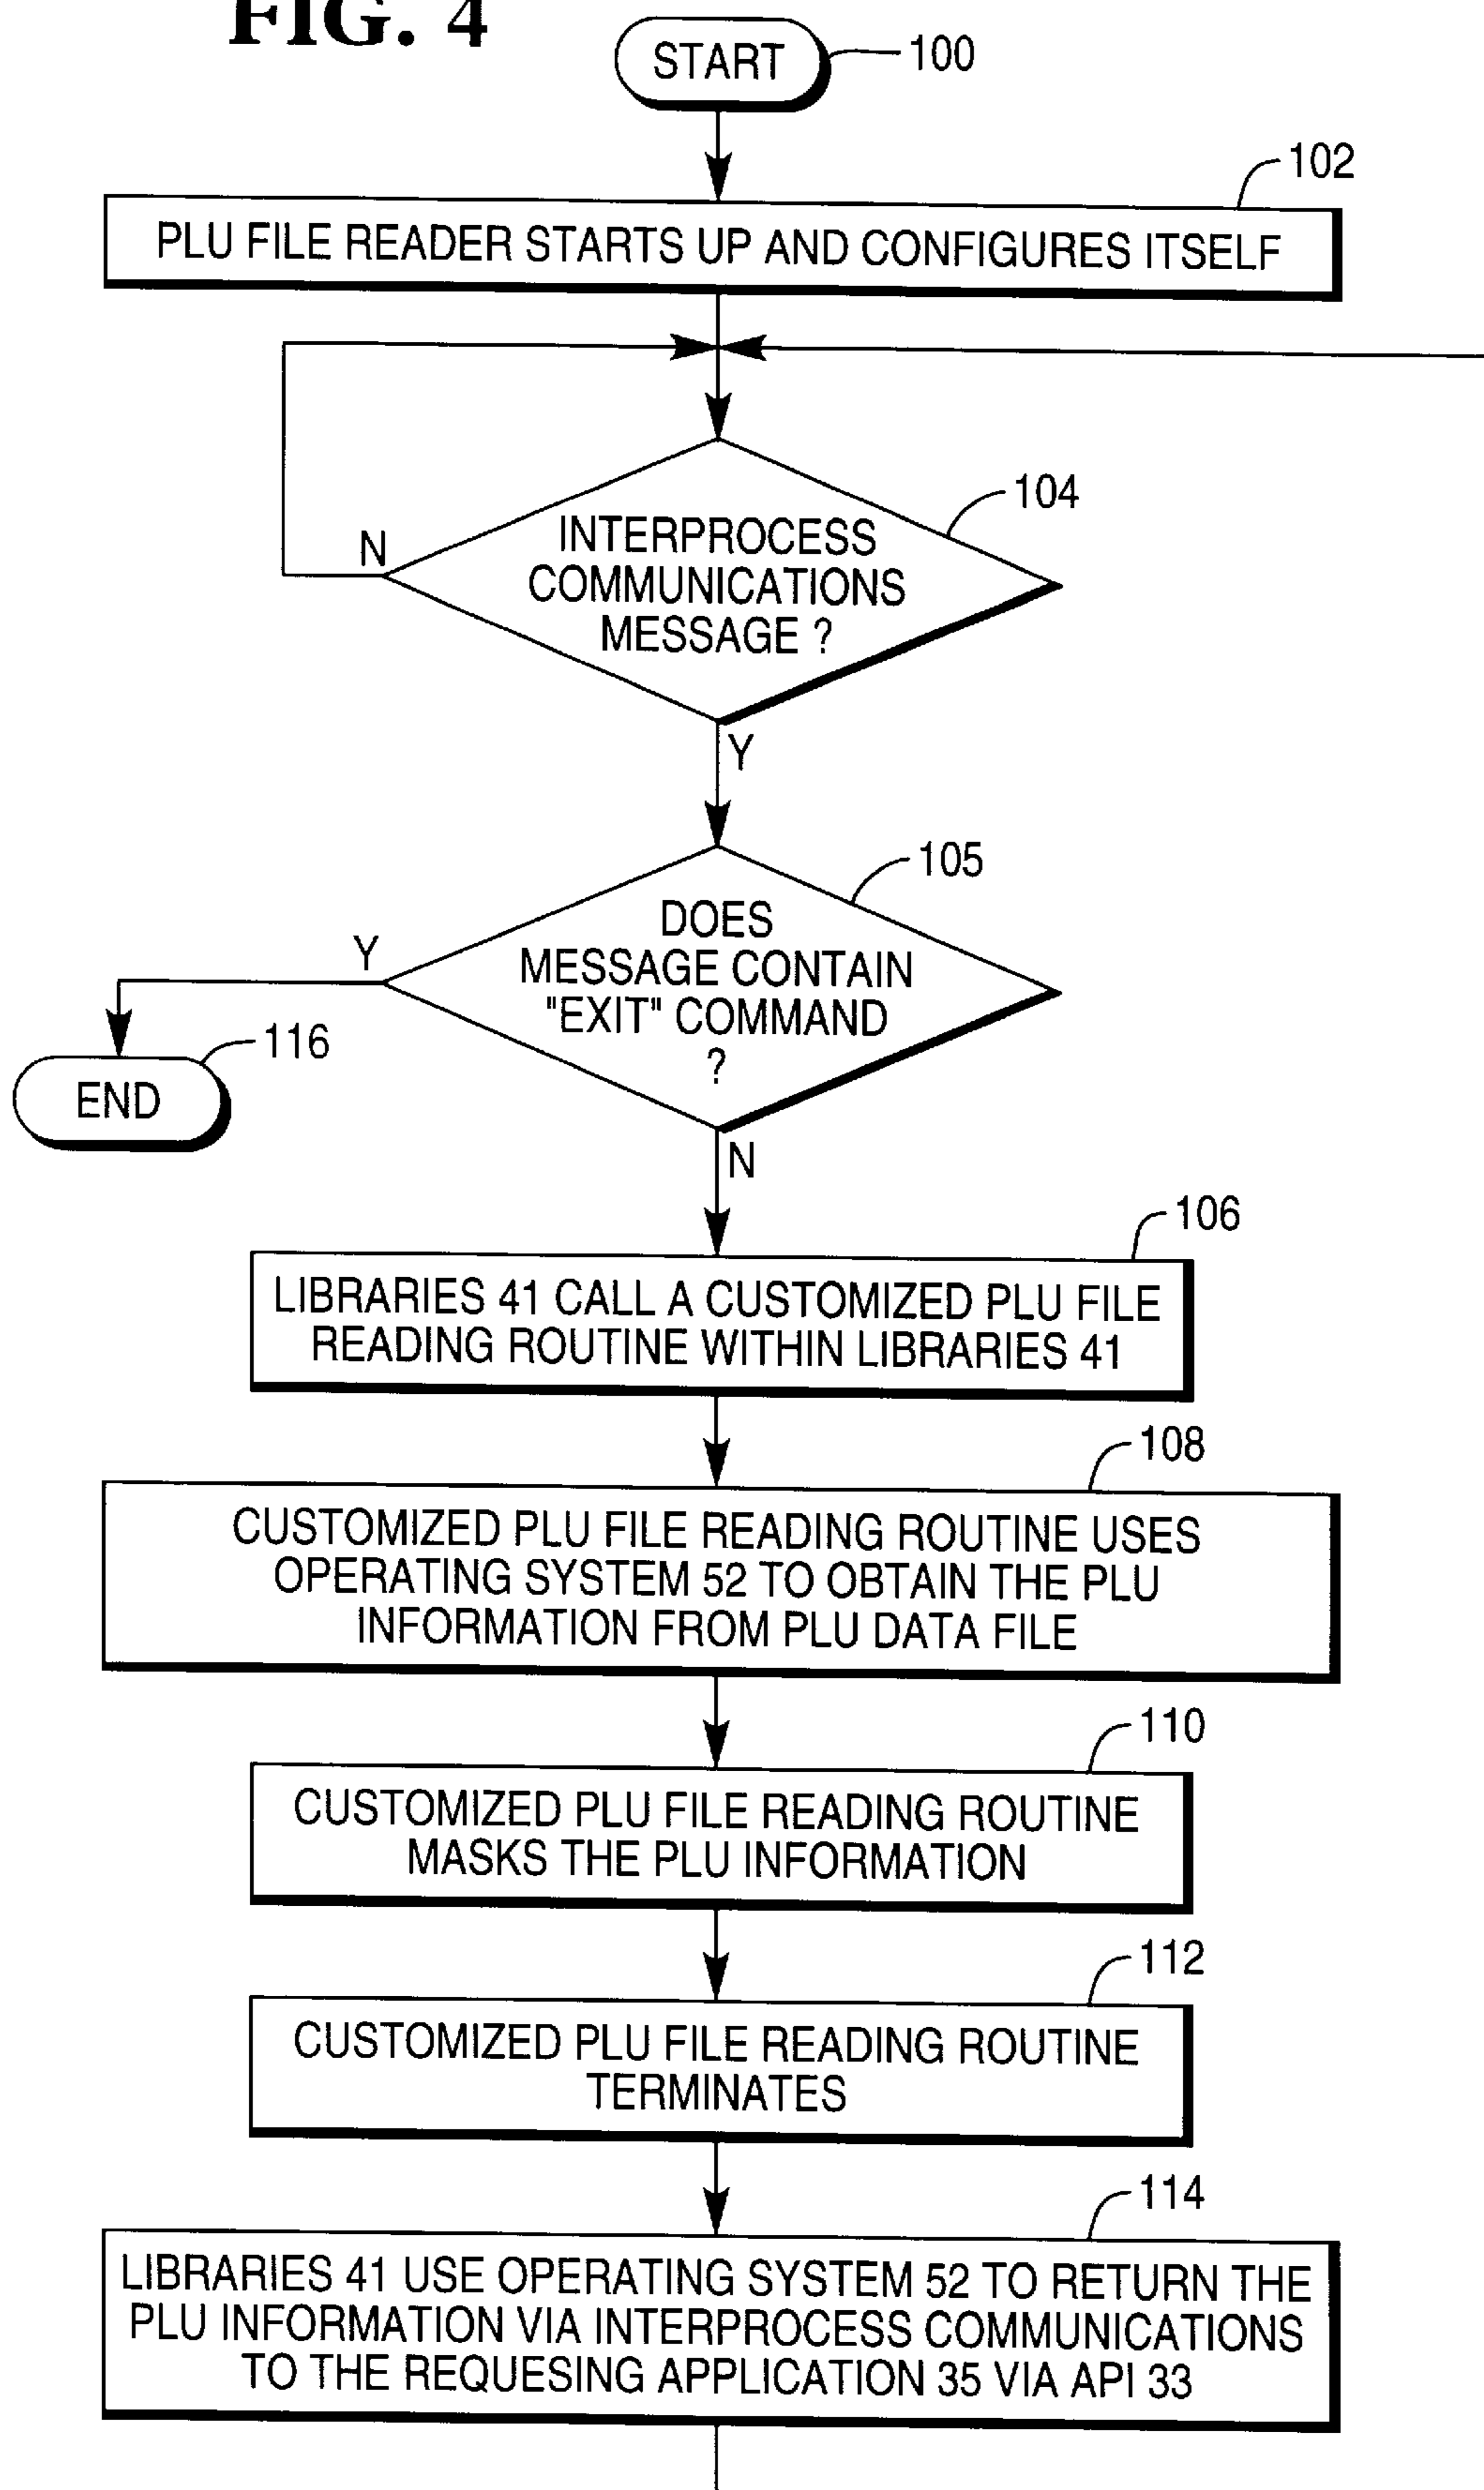 FIG. 4
START
100
102
PLU FILE READER STARTS UP AND CONFIGURES ITSELF
104
INTERPROCESS
COMMUNICATIONS
MESSAGE ?
N
Y
105
DOES
MESSAGE CONTAIN
"EXIT" COMMAND
?
Y
116
END
N
106
LIBRARIES 41 CALL A CUSTOMIZED PLU FILE
READING ROUTINE WITHIN LIBRARIES 41
108
CUSTOMIZED PLU FILE READING ROUTINE USES
OPERATING SYSTEM 52 TO OBTAIN THE PLU
INFORMATION FROM PLU DATA FILE
110
CUSTOMIZED PLU FILE READING ROUTINE
MASKS THE PLU INFORMATION
112
CUSTOMIZED PLU FILE READING ROUTINE
TERMINATES
114
LIBRARIES 41 USE OPERATING SYSTEM 52 TO RETURN THE
PLU INFORMATION VIA INTERPROCESS COMMUNICATIONS
TO THE REQUESING APPLICATION 35 VIA API 33